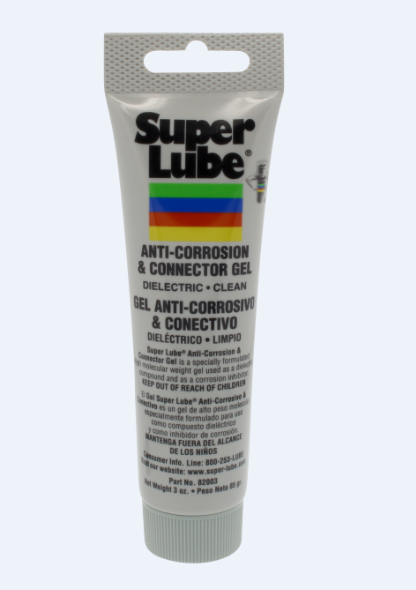 Super
Lube®
ANTI-CORROSION
& CONNECTOR GEL
DIELECTRIC • CLEAN
GEL ANTI-CORROSIVO
& CONECTIVO
DIELÉCTRICO • LIMPIO
Super Lube® Anti-Corrosion &
Connector Gel is a specially formulated
molecular weight gel used as a dielectric
compound and as a corrosion inhibitor.
KEEP OUT OF REACH OF CHILDREN
El Gel Super Lube® Anti-Corrosivo &
Conectivo es un gel de alto peso
especialmente formulado para uso
como compuesto dieléctrico
y como inhibidor de corrosión.
MANTENGA FUERA DEL ALCANCE
DE LOS NIÑOS
Consumer Info. Line: 800-253-LUBE
our website: www.super-lube.com
Part No. 82003
Net Weight 3 oz. • Peso Neto 85 gr.